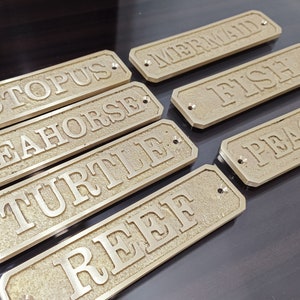 CTOPUS
EAHORSE
TURTLE
REEF
MERMAID
FISH
PEA